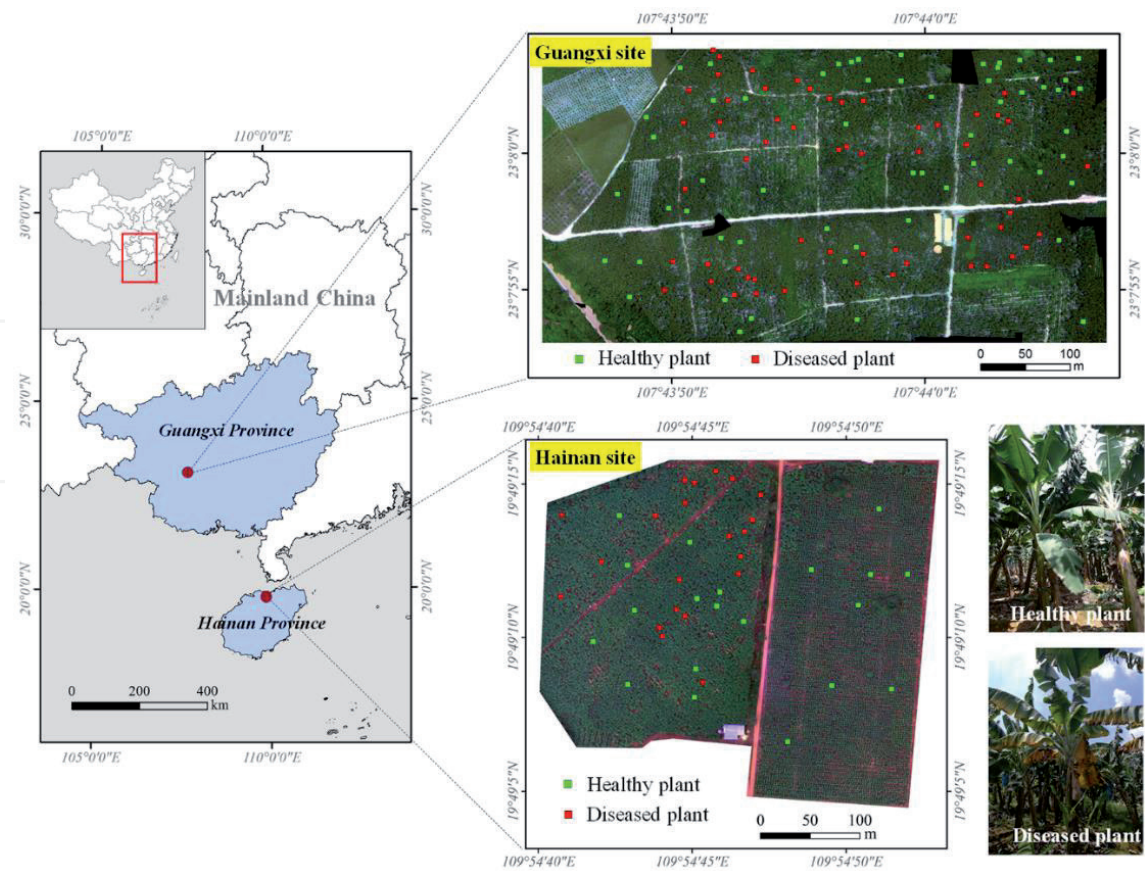 105°0'0"E
110°0'0"E
30°0'0"N
25°0'0"N
20°0'0"N
Mainland China
Guangxi Province
Hainan Province
0 200 400
km
30°0'0"N
25°0'0"N
20°0'0"N
105°0'0"E
110°0'0"E
107°43'50"E
107°44'0"E
Guangxi site
23°8'0"N
23°7'55"N
Healthy plant
Diseased plant
0 50 100
m
23°8'0"N
23°7'55"N
107°43'50"E
107°44'0"E
109°54'40"E
109°54'45"E
109°54'50"E
Hainan site
19°49'15"N
19°49'10"N
19°49'5"N
Healthy plant
Diseased plant
0 50 100
m
19°49'15"N
19°49'10"N
19°49'5"N
109°54'40"E
109°54'45"E
109°54'50"E
Healthy plant
Diseased plant